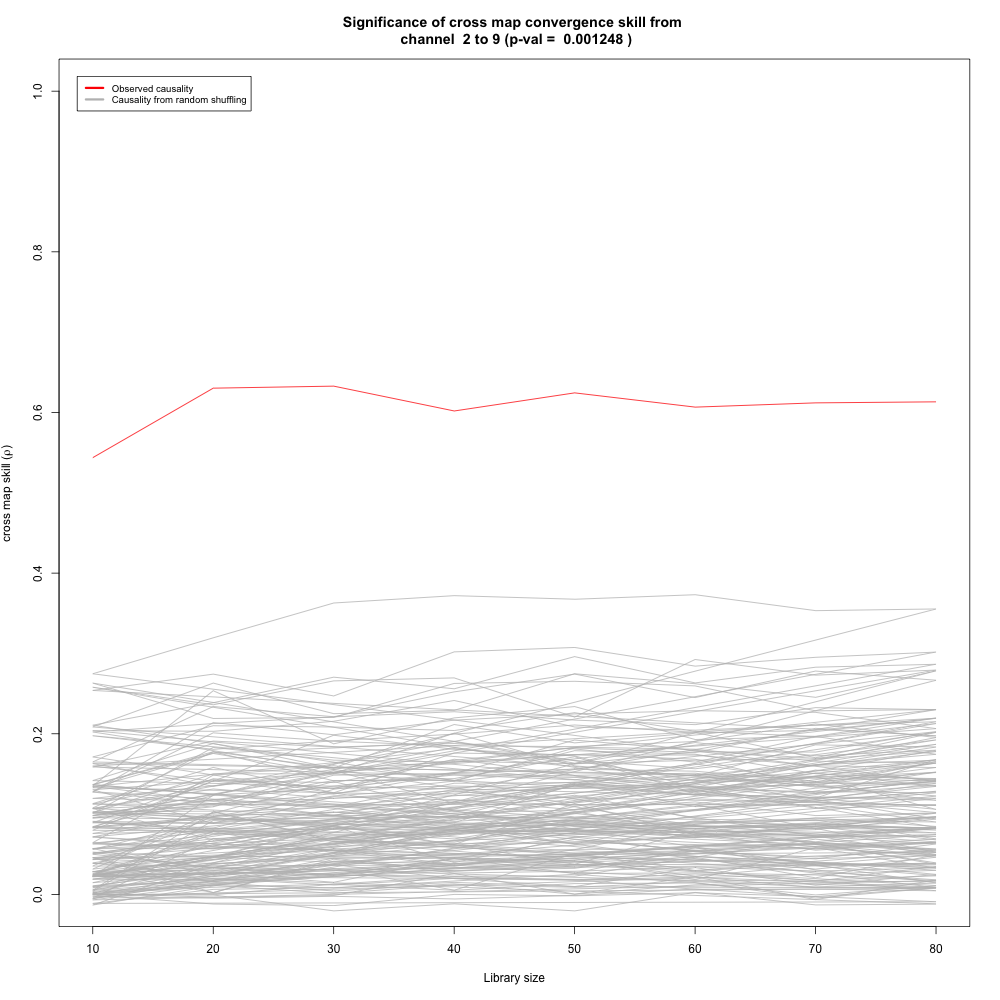 Significance of cross map convergence skill from
channel  2 to 9 (p-val =  0.001248 )
Observed causality
Causality from random shuffling
cross map skill (ρ)
1.0
0.8
0.6
0.4
0.2
0.0
10 20 30 40 50 60 70 80
Library size